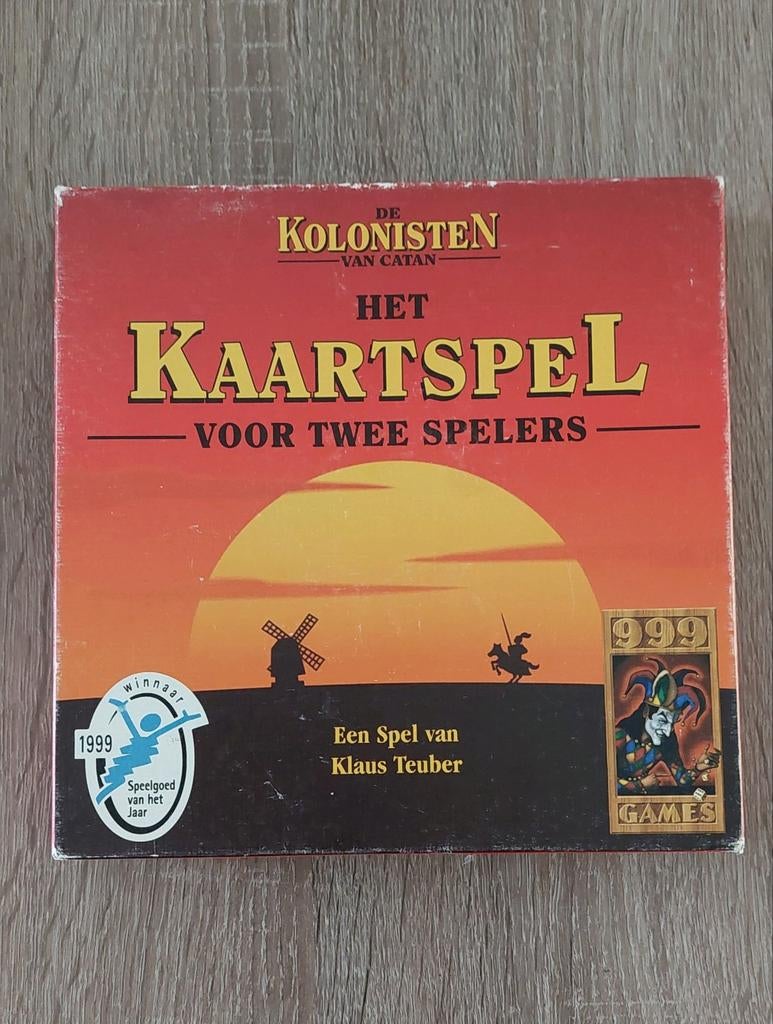 DE
KOLONISTEN
VAN CATAN
HET
KAARTSPEL
VOOR TWEE SPELERS
Een Spel van
Klaus Teuber
winnaar
1999
Speelgoed
van het
Jaar
999
GAMES